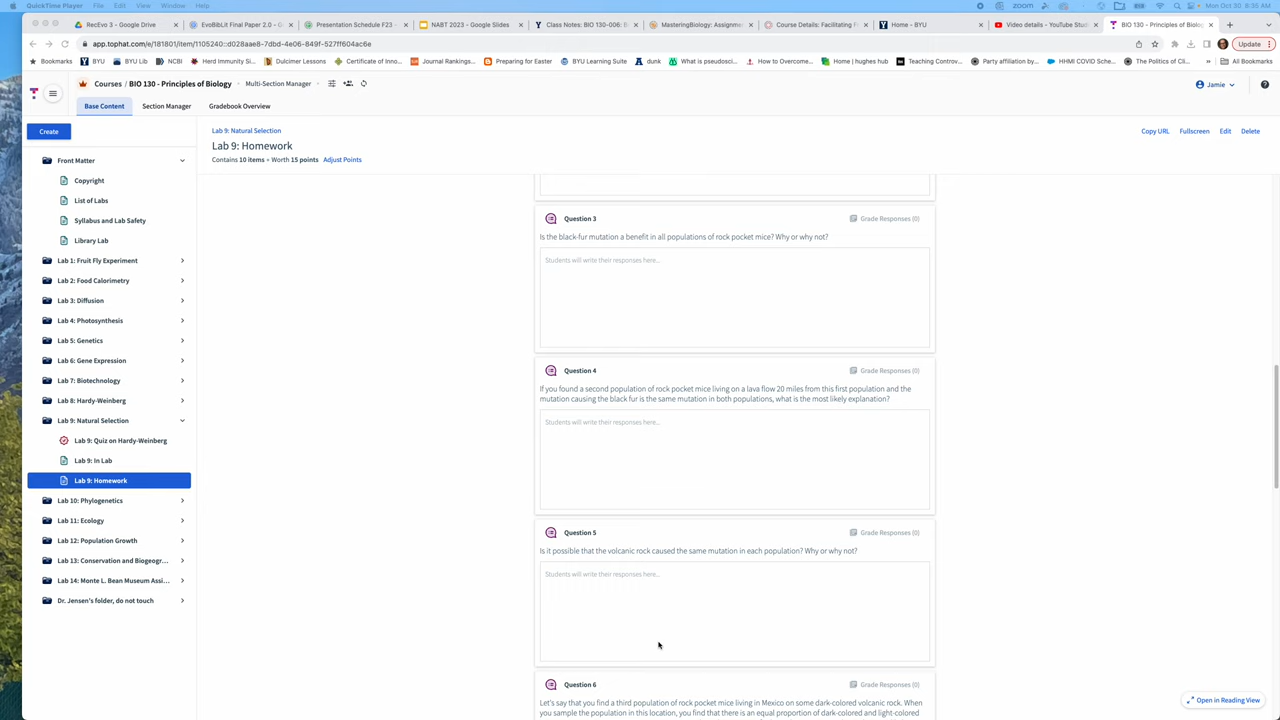 QuickTime Player File Edit View Window Help
zoom Mon Oct 30 8:35 AM
RecEvo 3 - Google Drive
EvoBibLit Final Paper 2.0 - G
Presentation Schedule F23 -
NABT 2023 - Google Slides
Class Notes: BIO 130-006: B
MasteringBiology: Assignme
Course Details: Facilitating F
Home - BYU
Video details - YouTube Stud
BIO 130 - Principles of Biolog
app.tophat.com/e/181801/item/1105240::d028aae8-7dbd-4e06-849f-527ff604ac6e
Update
Bookmarks
BYU
BYU Lib
NCBI
Herd Immunity Si...
Dulcimer Lessons
Certificate of Inno...
Journal Rankings...
Preparing for Easter
BYU Learning Suite
dunk
What is pseudosci...
How to Overcome...
Home | hughes hub
Teaching Controv...
Party affiliation by...
HHMI COVID Sche...
The Politics of Cli...
»
All Bookmarks
Courses / BIO 130 - Principles of Biology
Multi-Section Manager
Jamie
Base Content
Section Manager
Gradebook Overview
Create
Front Matter
Copyright
List of Labs
Syllabus and Lab Safety
Library Lab
Lab 1: Fruit Fly Experiment
Lab 2: Food Calorimetry
Lab 3: Diffusion
Lab 4: Photosynthesis
Lab 5: Genetics
Lab 6: Gene Expression
Lab 7: Biotechnology
Lab 8: Hardy-Weinberg
Lab 9: Natural Selection
Lab 9: Quiz on Hardy-Weinberg
Lab 9: In Lab
Lab 9: Homework
Lab 10: Phylogenetics
Lab 11: Ecology
Lab 12: Population Growth
Lab 13: Conservation and Biogeogr...
Lab 14: Monte L. Bean Museum Assi...
Dr. Jensen's folder, do not touch
Lab 9: Natural Selection
Lab 9: Homework
Contains 10 items • Worth 15 points Adjust Points
Copy URL
Fullscreen
Edit
Delete
Question 3
Grade Responses (0)
Is the black-fur mutation a benefit in all populations of rock pocket mice? Why or why not?
Students will write their responses here...
Question 4
Grade Responses (0)
If you found a second population of rock pocket mice living on a lava flow 20 miles from this first population and the
mutation causing the black fur is the same mutation in both populations, what is the most likely explanation?
Students will write their responses here...
Question 5
Grade Responses (0)
Is it possible that the volcanic rock caused the same mutation in each population? Why or why not?
Students will write their responses here...
Question 6
Grade Responses (0)
Let's say that you find a third population of rock pocket mice living in Mexico on some dark-colored volcanic rock. When
you sample the population in this location, you find that there is an equal proportion of dark-colored and light-colored
Open in Reading View